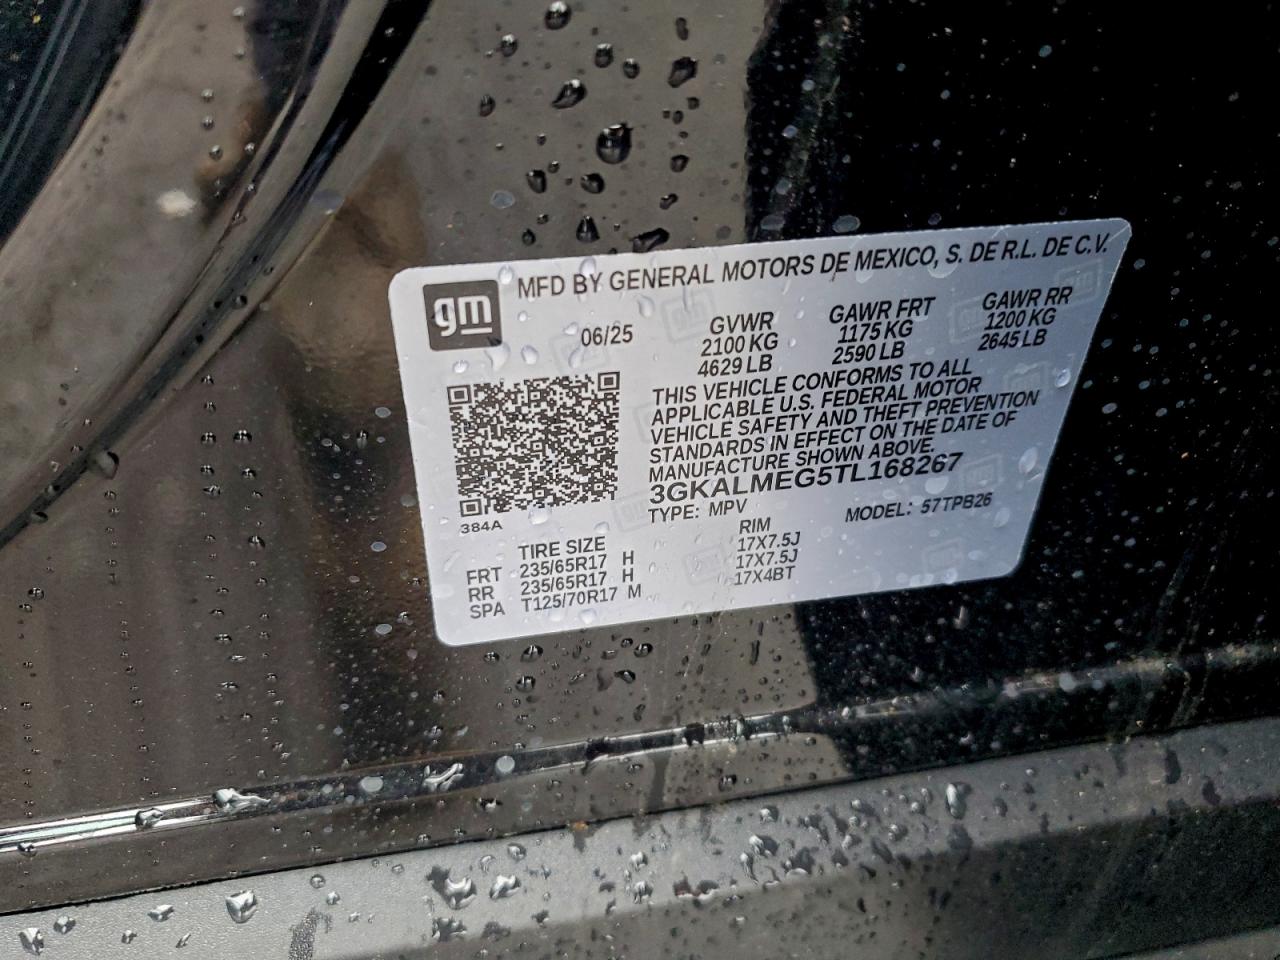 gm
MFD BY GENERAL MOTORS DE MEXICO, S. DE R.L. DE C.V.
06/25
GVWR GAWR FRT GAWR RR
2100 KG 1175 KG 1200 KG
4629 LB 2590 LB 2645 LB
THIS VEHICLE CONFORMS TO ALL
APPLICABLE U.S. FEDERAL MOTOR
VEHICLE SAFETY AND THEFT PREVENTION
STANDARDS IN EFFECT ON THE DATE OF
MANUFACTURE SHOWN ABOVE.
3GKALMEG5TL168267
TYPE: MPV MODEL: 57TPB26
384A
TIRE SIZE RIM
FRT 235/65R17 H 17X7.5J
RR 235/65R17 H 17X7.5J
SPA T125/70R17 M 17X4BT